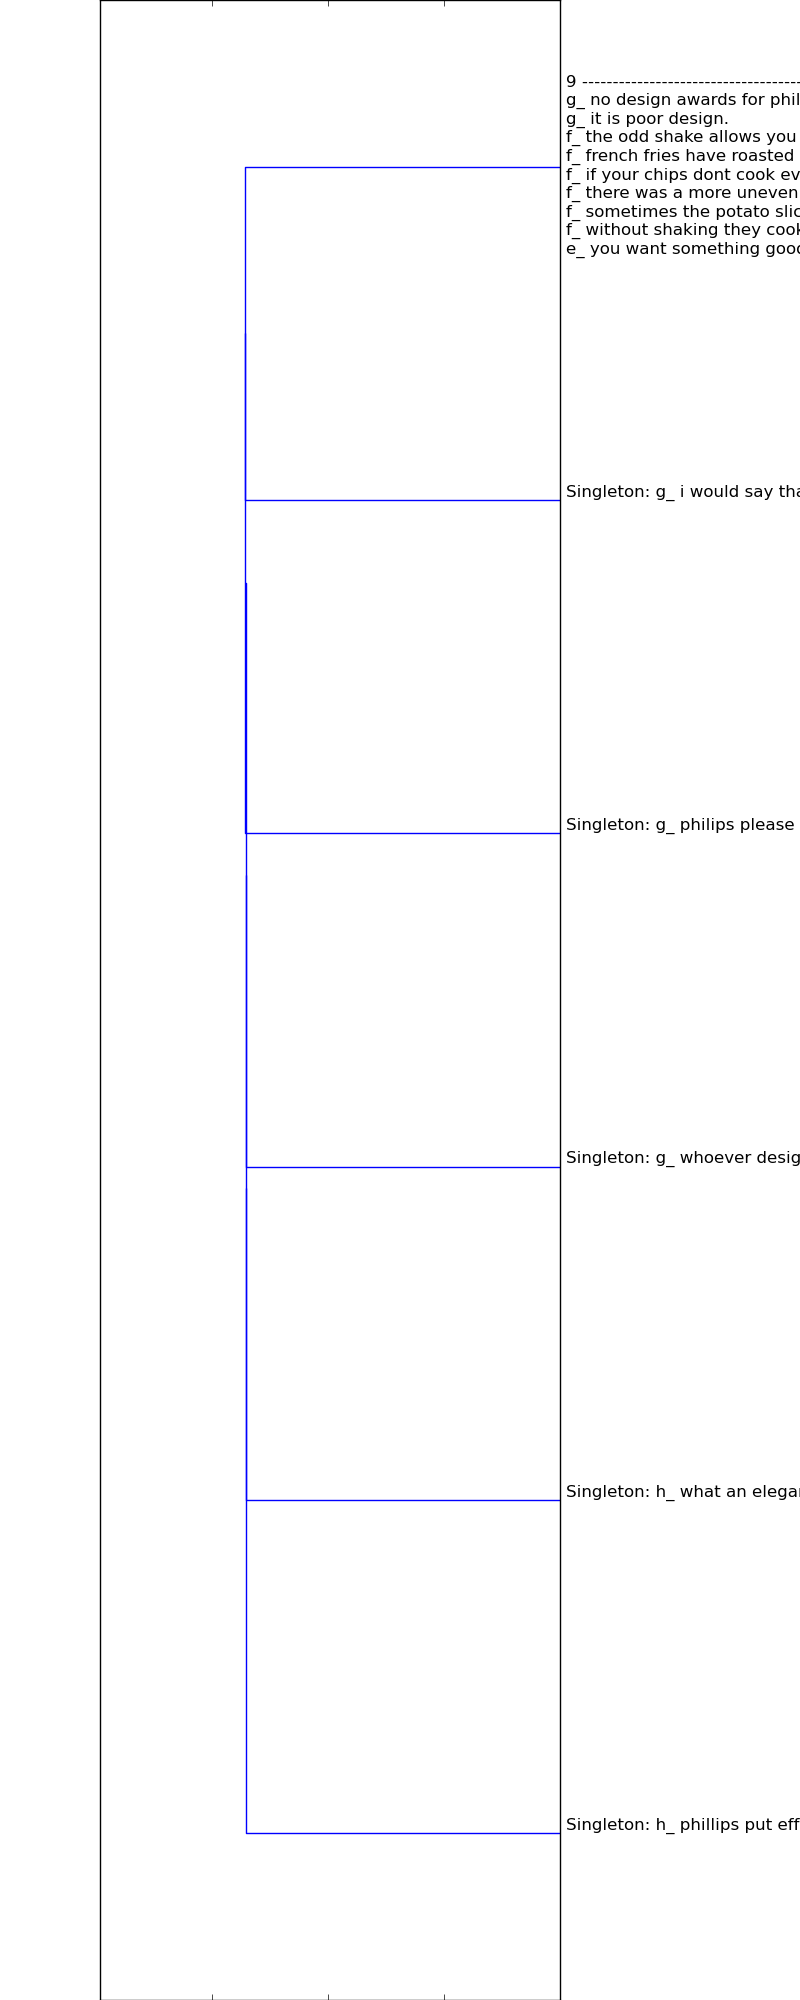 9 -----------------------------------
g_ no design awards for phil
g_ it is poor design.
f_ the odd shake allows you
f_ french fries have roasted
f_ if your chips dont cook ev
f_ there was a more uneven
f_ sometimes the potato slic
f_ without shaking they cook
e_ you want something good
Singleton: g_ i would say tha
Singleton: g_ philips please
Singleton: g_ whoever desig
Singleton: h_ what an elegan
Singleton: h_ phillips put eff